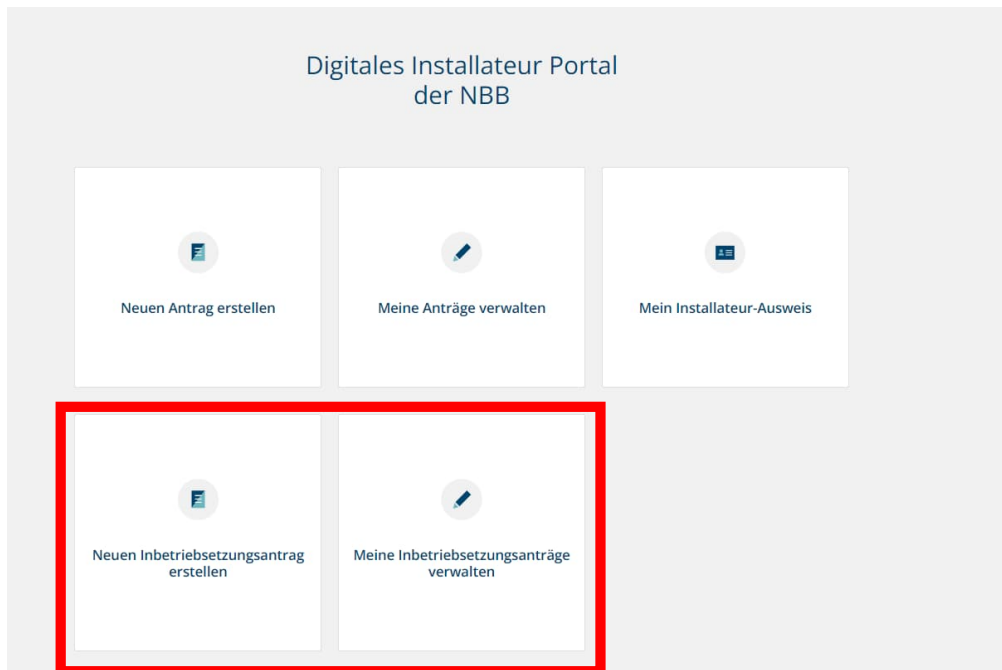 Digitales Installateur Portal
der NBB
Neuen Antrag erstellen
Meine Anträge verwalten
Mein Installateur-Ausweis
Neuen Inbetriebsetzungsantrag
erstellen
Meine Inbetriebsetzungsanträge
verwalten